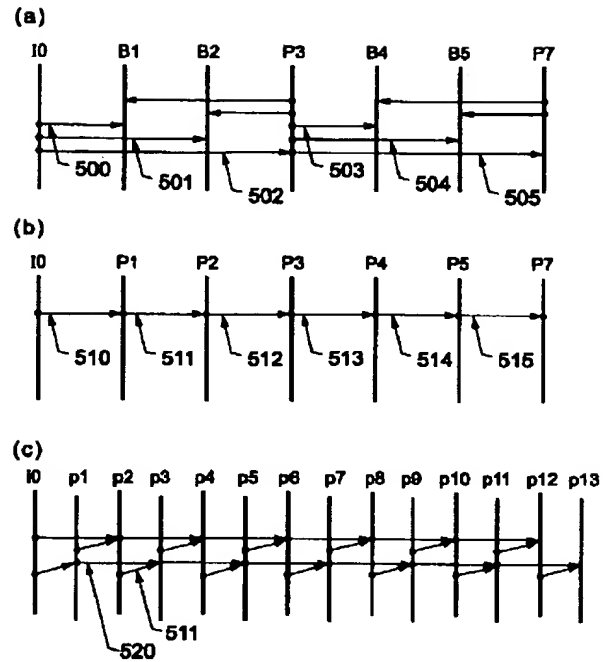 (a)
I0 B1 B2 P3 B4 B5 P7
500 501 502 503 504 505
(b)
I0 P1 P2 P3 P4 P5 P7
510 511 512 513 514 515
(c)
I0 p1 p2 p3 p4 p5 p6 p7 p8 p9 p10 p11 p12 p13
511
520